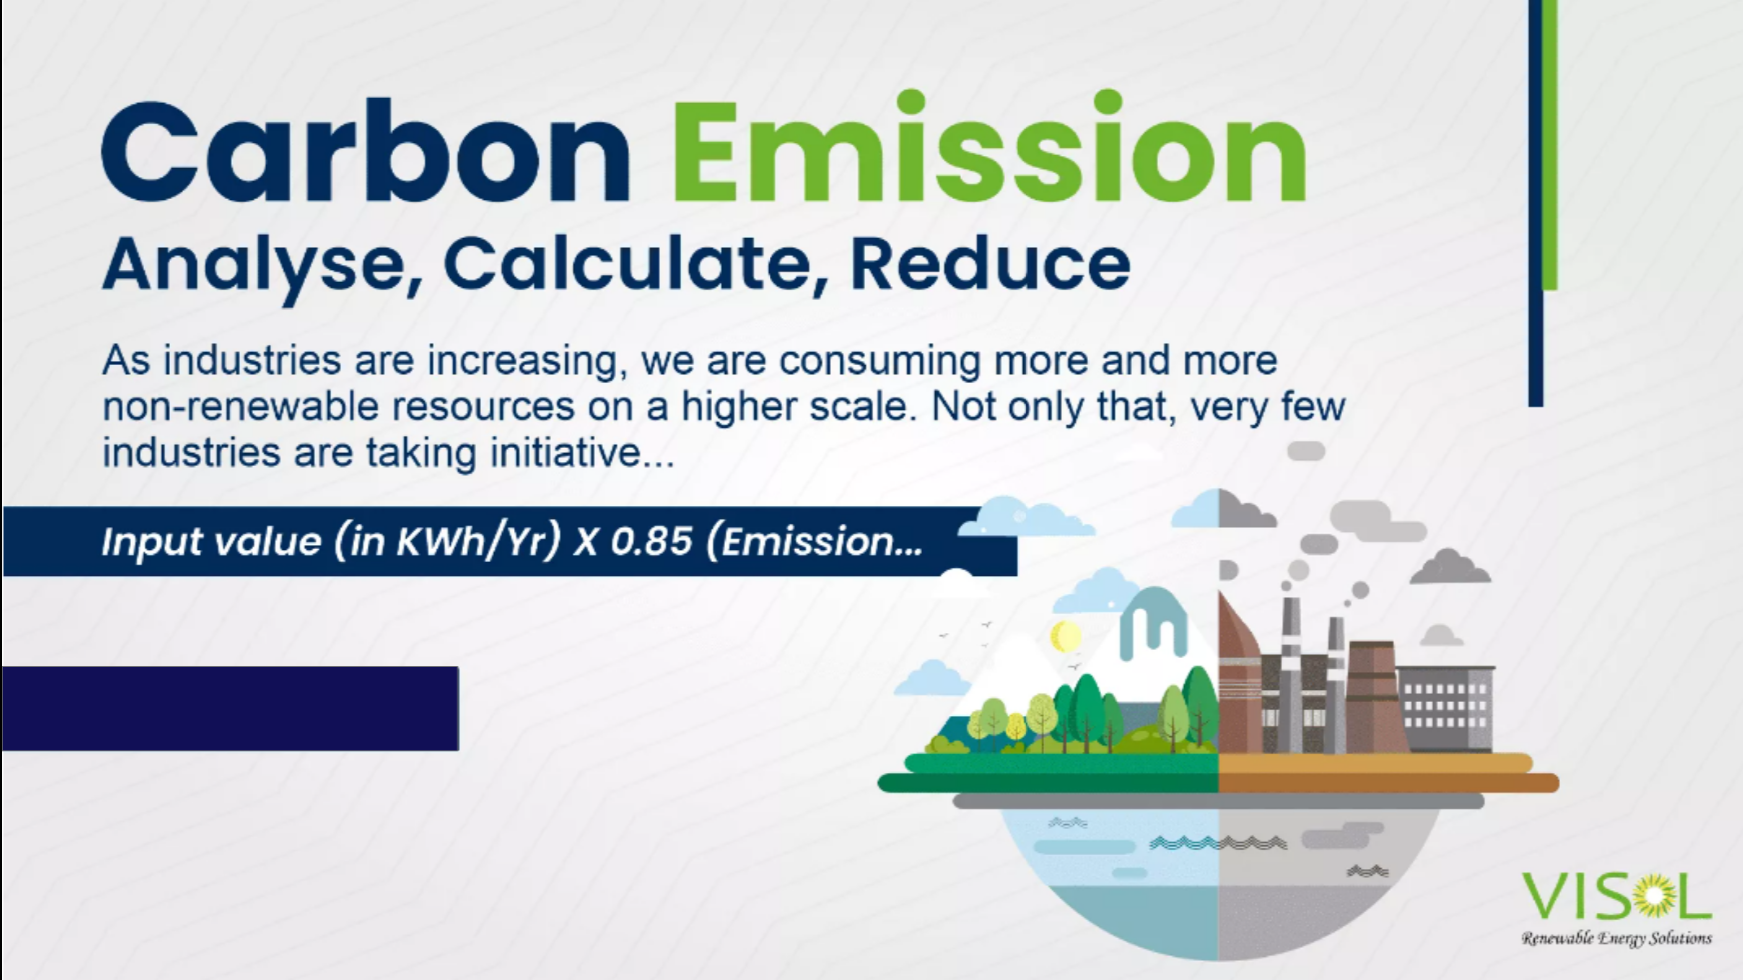 Carbon Emission
Analyse, Calculate, Reduce
As industries are increasing, we are consuming more and more
non-renewable resources on a higher scale. Not only that, very few
industries are taking initiative...
Input value (in KWh/Yr) X 0.85 (Emission...
VISOL
Renewable Energy Solutions